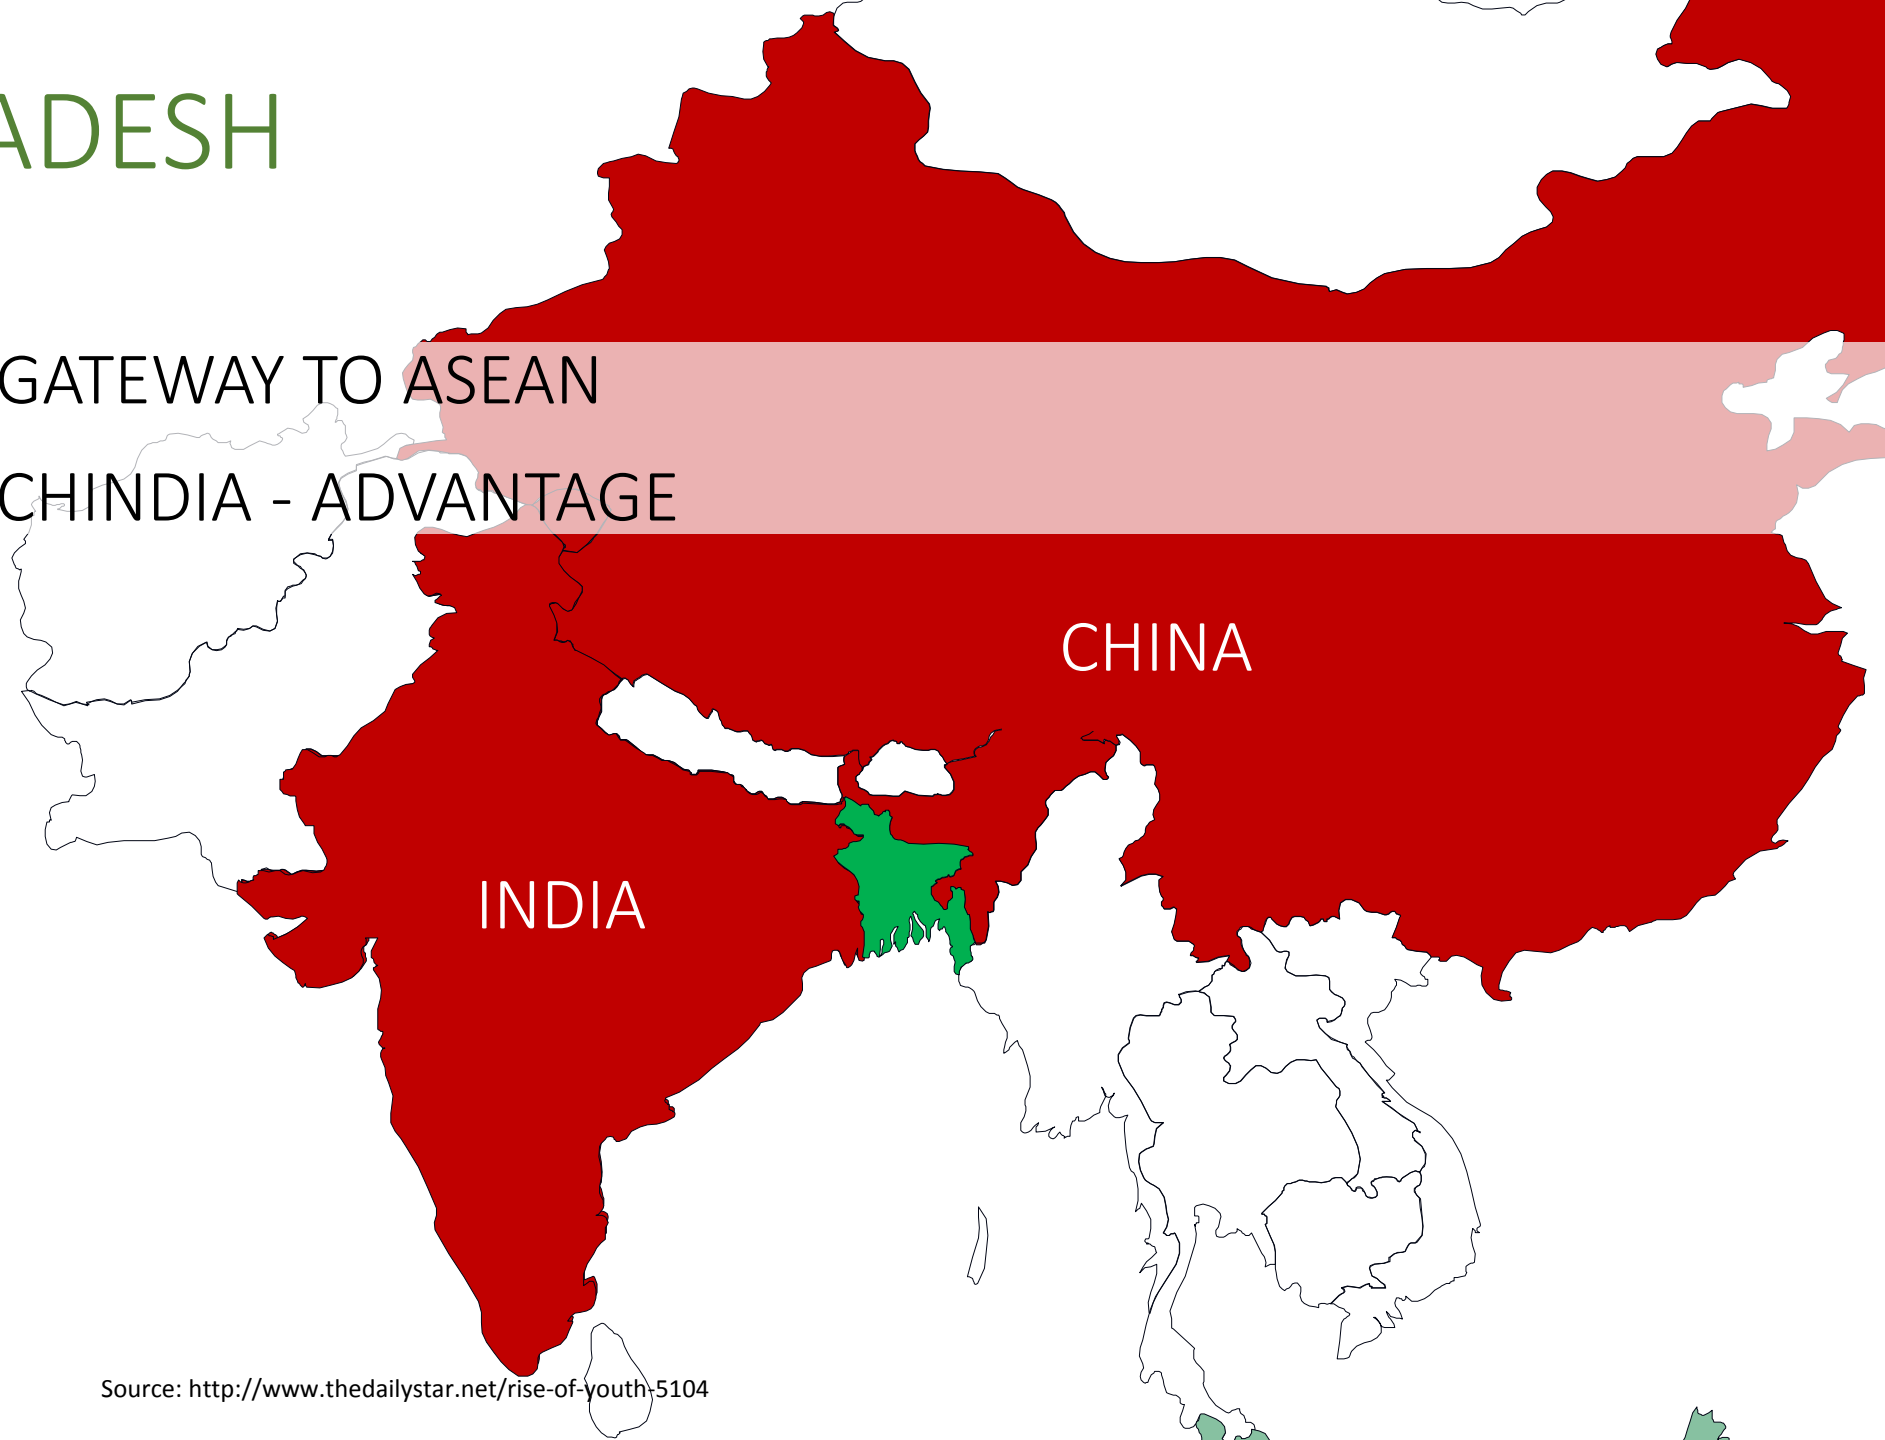 ADESH
GATEWAY TO ASEAN
CHINDIA - ADVANTAGE
CHINA
INDIA
Source: http://www.thedailystar.net/rise-of-youth-5104